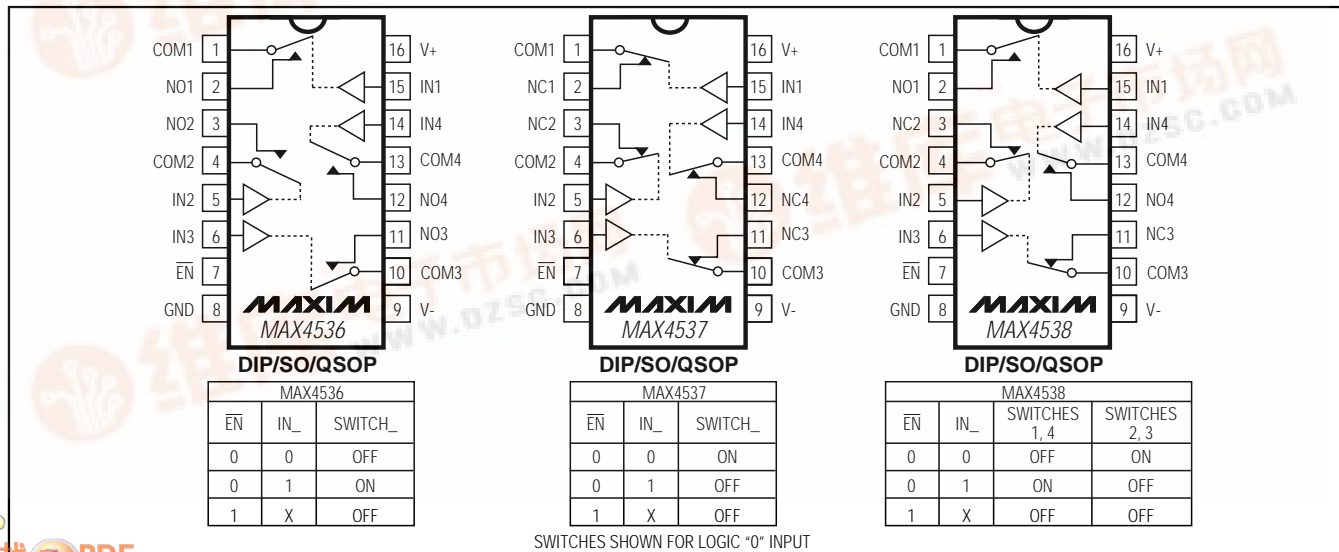 COM1 1 16 V+
NO1 2 15 IN1
NO2 3 14 IN4
COM2 4 13 COM4
IN2 5 12 NO4
IN3 6 11 NO3
EN 7 10 COM3
GND 8 9 V-
MAXIM
MAX4536
DIP/SO/QSOP
MAX4536
EN IN_ SWITCH_
0 0 OFF
0 1 ON
1 X OFF
COM1 1 16 V+
NC1 2 15 IN1
NC2 3 14 IN4
COM2 4 13 COM4
IN2 5 12 NC4
IN3 6 11 NC3
EN 7 10 COM3
GND 8 9 V-
MAXIM
MAX4537
DIP/SO/QSOP
MAX4537
EN IN_ SWITCH_
0 0 ON
0 1 OFF
1 X OFF
COM1 1 16 V+
NO1 2 15 IN1
NC2 3 14 IN4
COM2 4 13 COM4
IN2 5 12 NO4
IN3 6 11 NC3
EN 7 10 COM3
GND 8 9 V-
MAXIM
MAX4538
DIP/SO/QSOP
MAX4538
EN IN_ SWITCHES 1, 4 SWITCHES 2, 3
0 0 OFF ON
0 1 ON OFF
1 X OFF OFF
SWITCHES SHOWN FOR LOGIC “0” INPUT
WWW.DZSC.COM